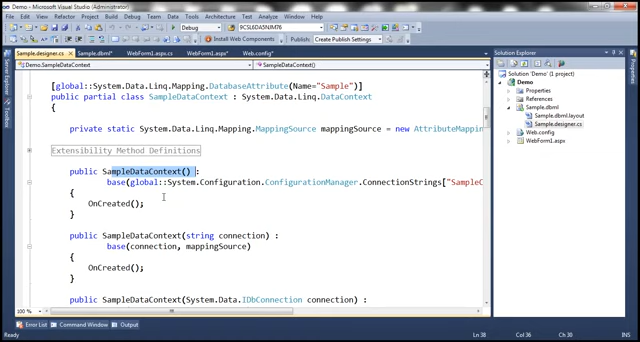 Demo - Microsoft Visual Studio (Administrator)
File Edit View Refactor Project Build Debug Team Data Tools Architecture Test Analyze Window Help
Debug 9CSL6DA5NJM76
Install Web Components Create Publish Settings
Sample.designer.cs Sample.dbml* WebForm1.aspx.cs WebForm1.aspx* Web.config*
Demo.SampleDataContext SampleDataContext()
[global::System.Data.Linq.Mapping.DatabaseAttribute(Name="Sample")]
public partial class SampleDataContext : System.Data.Linq.DataContext
{
private static System.Data.Linq.Mapping.MappingSource mappingSource = new AttributeMapping
Extensibility Method Definitions
public SampleDataContext() :
base(global::System.Configuration.ConfigurationManager.ConnectionStrings["SampleC
{
OnCreated();
}
public SampleDataContext(string connection) :
base(connection, mappingSource)
{
OnCreated();
}
public SampleDataContext(System.Data.IDbConnection connection) :
100 %
Error List Command Window Output
Ready Ln 38 Col 36 Ch 30 INS
Server Explorer
Toolbox
Solution Explorer
Solution 'Demo' (1 project)
Demo
Properties
References
Sample.dbml
Sample.dbml.layout
Sample.designer.cs
Web.config
WebForm1.aspx
Properties